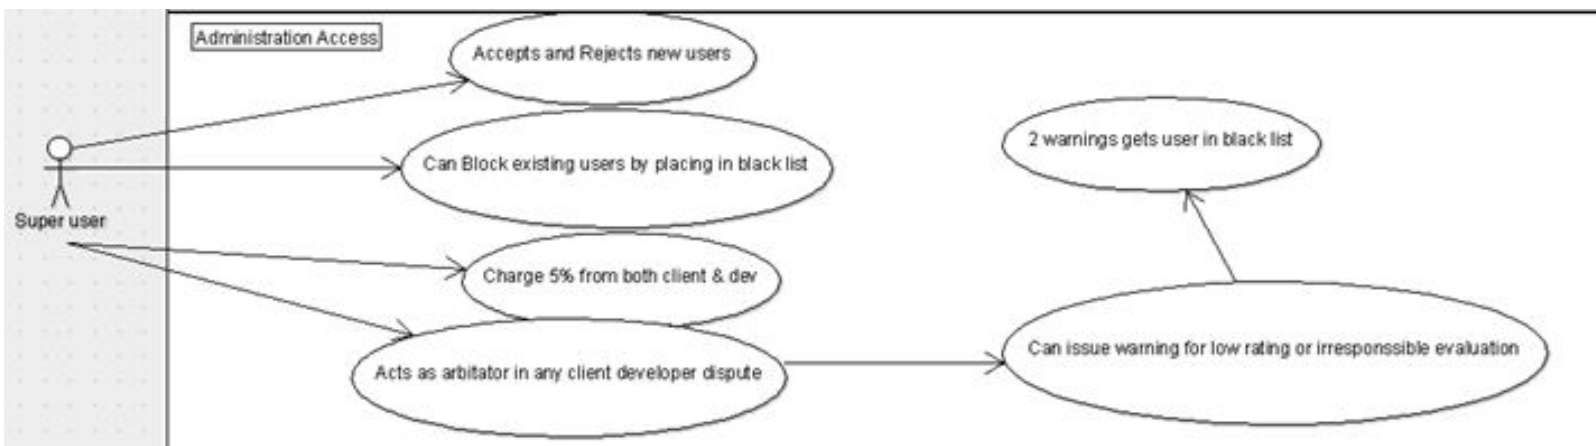 Administration Access
Accepts and Rejects new users
2 warnings gets user in black list
Can Block existing users by placing in black list
Super user
Charge 5% from both client & dev
Can issue warning for low rating or irresponssible evaluation
Acts as arbitator in any client developer dispute